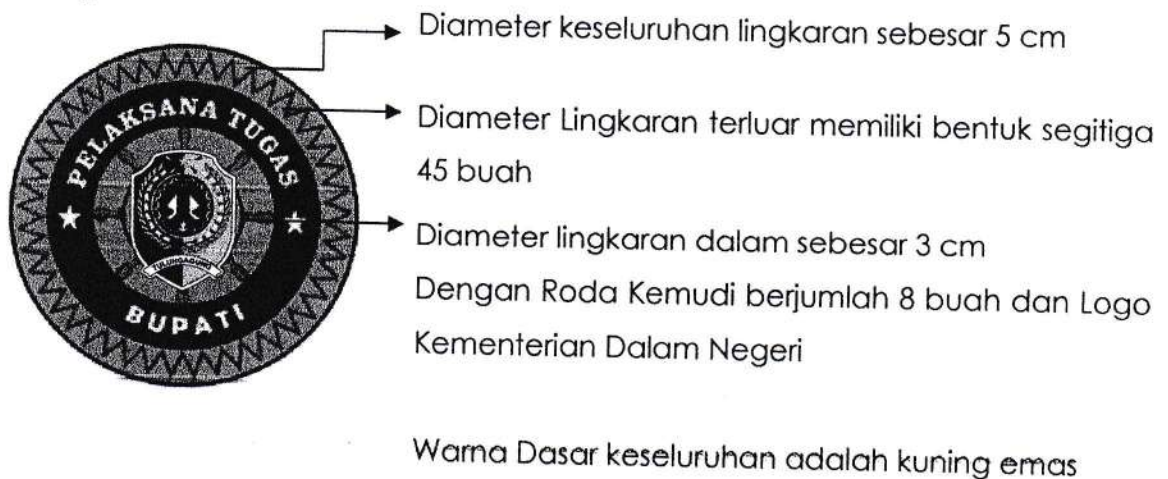 Diameter keseluruhan lingkaran sebesar 5 cm
PELAKSANA TUGAS
Diameter Lingkaran terluar memiliki bentuk segitiga
45 buah
TULUNGAGUNG
BUPATI
Diameter lingkaran dalam sebesar 3 cm
Dengan Roda Kemudi berjumlah 8 buah dan Logo
Kementerian Dalam Negeri
Warna Dasar keseluruhan adalah kuning emas